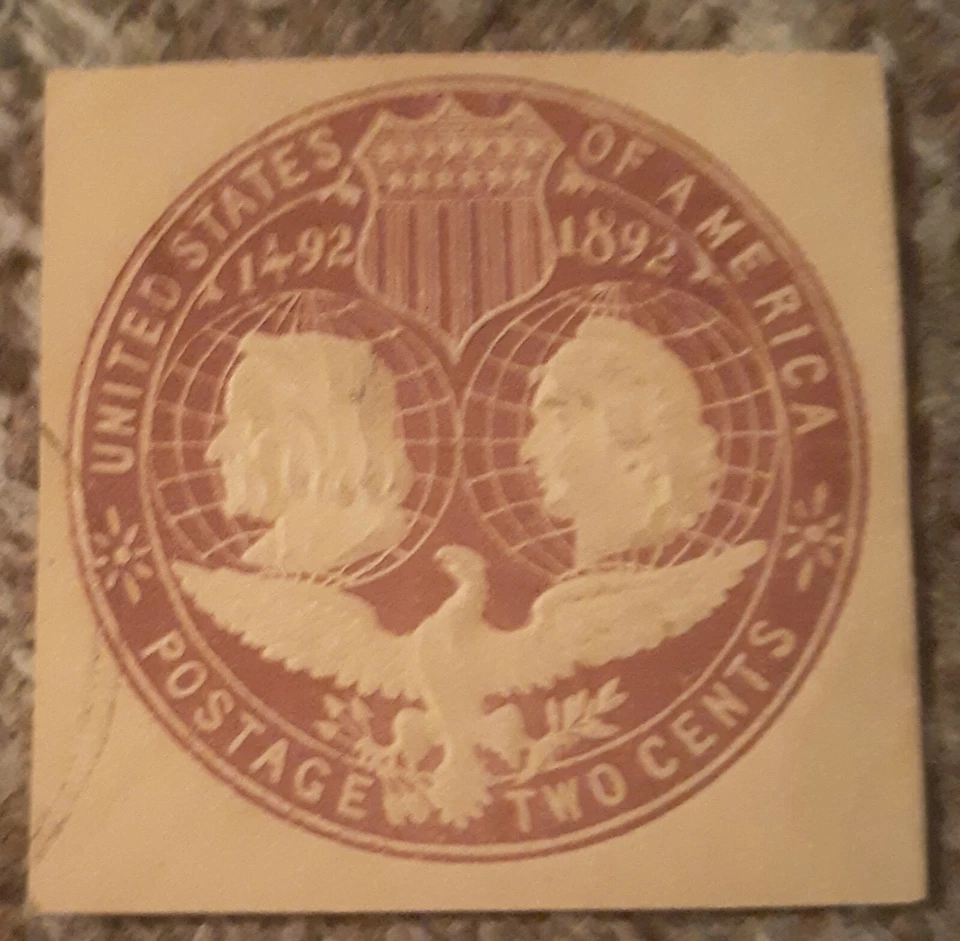 UNITED STATES OF AMERICA
1492 1892
POSTAGE TWO CENTS